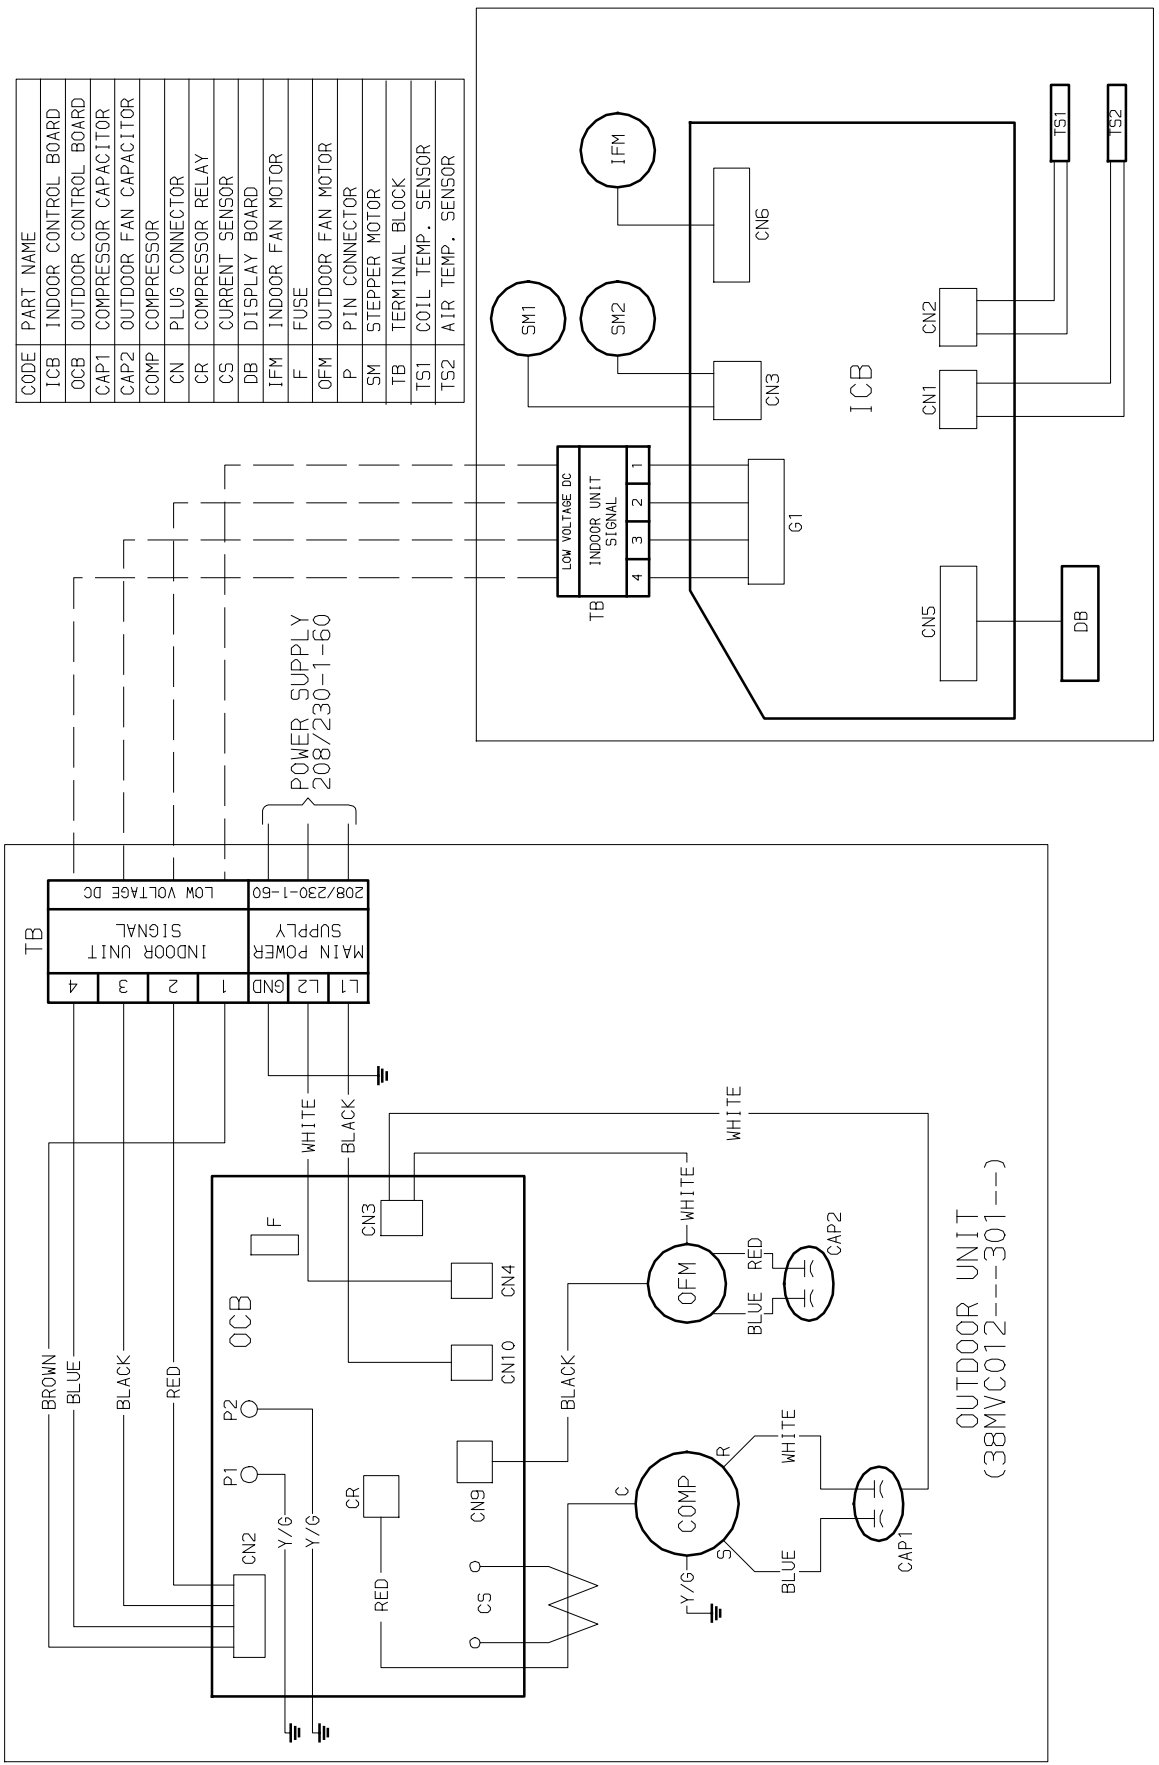 CODE PART NAME
ICB INDOOR CONTROL BOARD
OCB OUTDOOR CONTROL BOARD
CAP1 COMPRESSOR CAPACITOR
CAP2 OUTDOOR FAN CAPACITOR
COMP COMPRESSOR
CN PLUG CONNECTOR
CR COMPRESSOR RELAY
CS CURRENT SENSOR
DB DISPLAY BOARD
IFM INDOOR FAN MOTOR
F FUSE
OFM OUTDOOR FAN MOTOR
P PIN CONNECTOR
SM STEPPER MOTOR
TB TERMINAL BLOCK
TS1 COIL TEMP. SENSOR
TS2 AIR TEMP. SENSOR
TB
LOW VOLTAGE DC
208/230-1-60
INDOOR UNIT
SIGNAL
MAIN POWER
SUPPLY
4
3
2
1
GND
L2
L1
POWER SUPPLY
208/230-1-60
BROWN
BLUE
BLACK
RED
WHITE
BLACK
OCB
F
P1
P2
CN2
Y/G
Y/G
CR
RED
CS
CN9
CN10
CN4
CN3
WHITE
WHITE
BLACK
OFM
RED
BLUE
CAP2
COMP
C
S
R
Y/G
BLUE
WHITE
CAP1
OUTDOOR UNIT
(38MVC012---301--)
TB
LOW VOLTAGE DC
INDOOR UNIT
SIGNAL
4
3
2
1
G1
SM1
SM2
IFM
CN3
CN6
ICB
CN5
CN1
CN2
DB
TS1
TS2